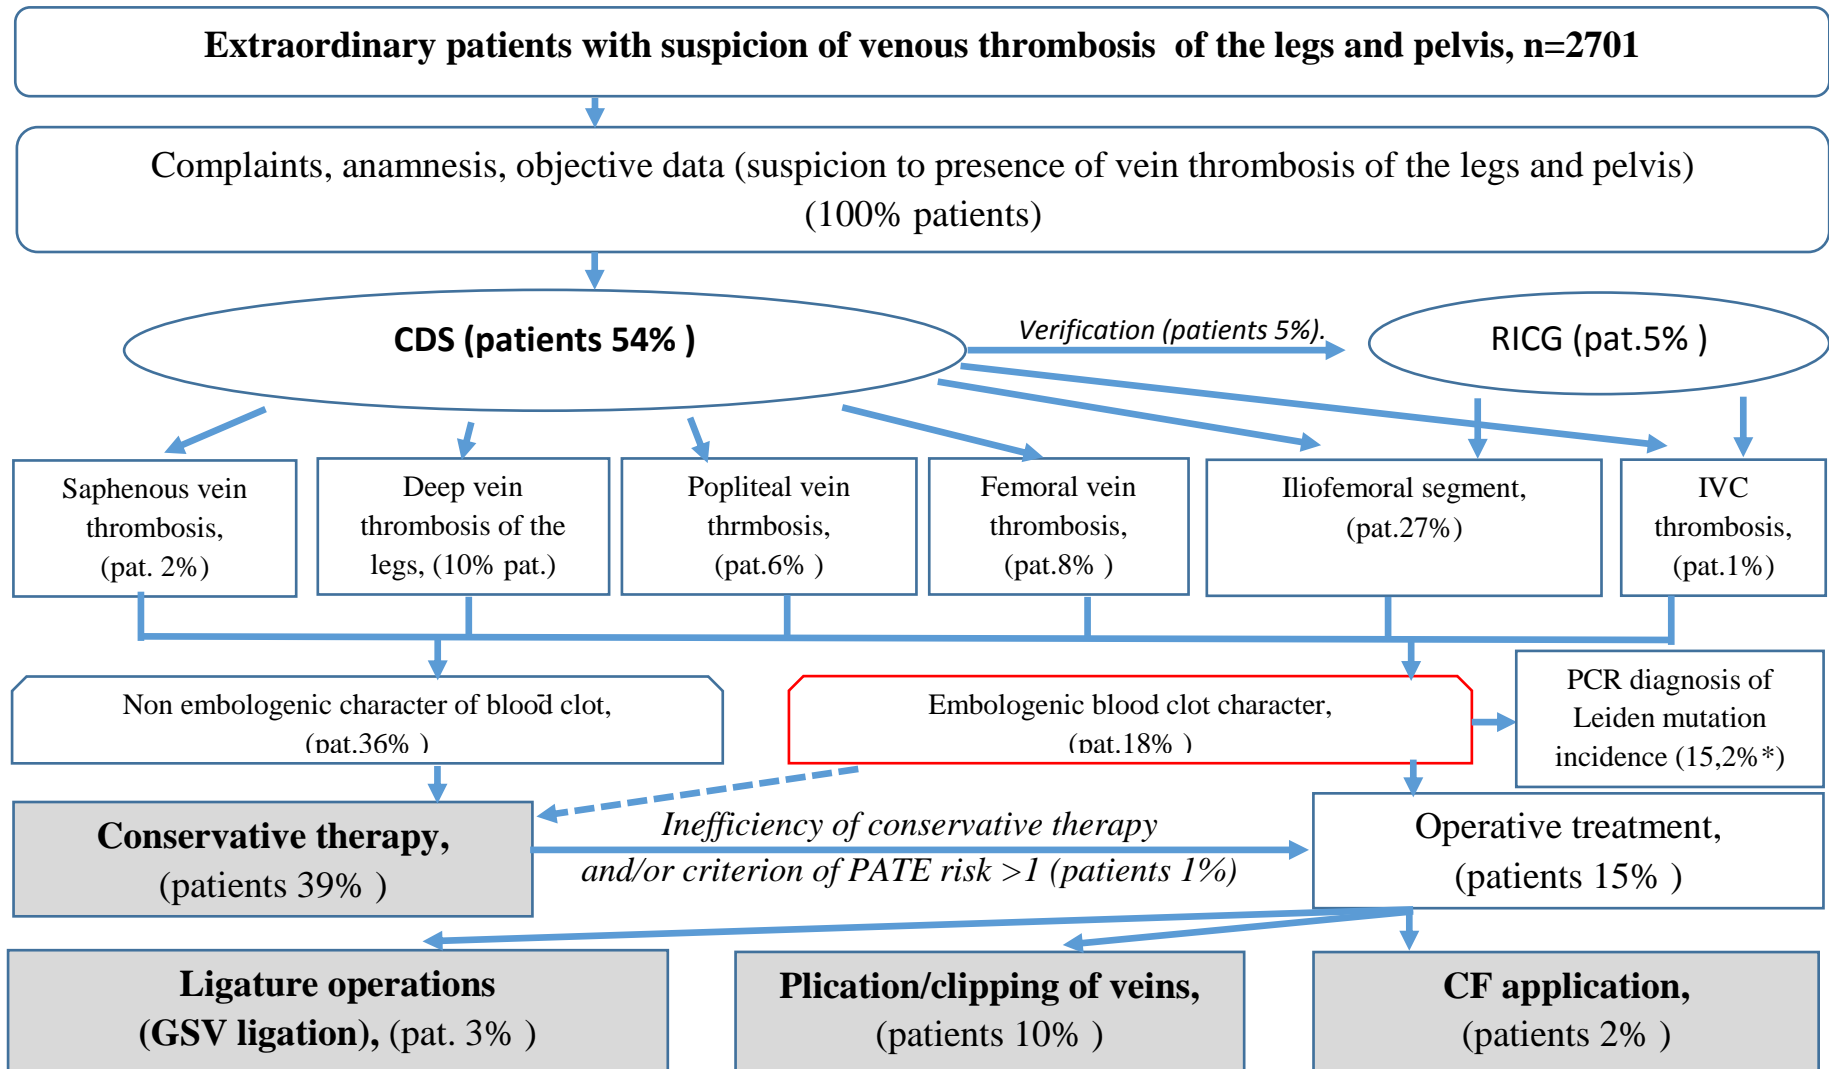 Extraordinary patients with suspicion of venous thrombosis of the legs and pelvis, n=2701
Complaints, anamnesis, objective data (suspicion to presence of vein thrombosis of the legs and pelvis)
(100% patients)
CDS (patients 54% )
Verification (patients 5%).
RICG (pat.5% )
Saphenous vein
thrombosis,
(pat. 2%)
Deep vein
thrombosis of the
legs, (10% pat.)
Popliteal vein
thrmbosis,
(pat.6% )
Femoral vein
thrombosis,
(pat.8% )
Iliofemoral segment,
(pat.27%)
IVC
thrombosis,
(pat.1%)
Non embologenic character of blood clot,
(pat.36% )
Embologenic blood clot character,
(pat.18% )
PCR diagnosis of
Leiden mutation
incidence (15,2%*)
Conservative therapy,
(patients 39% )
Inefficiency of conservative therapy
and/or criterion of PATE risk >1 (patients 1%)
Operative treatment,
(patients 15% )
Ligature operations
(GSV ligation), (pat. 3% )
Plication/clipping of veins,
(patients 10% )
CF application,
(patients 2% )